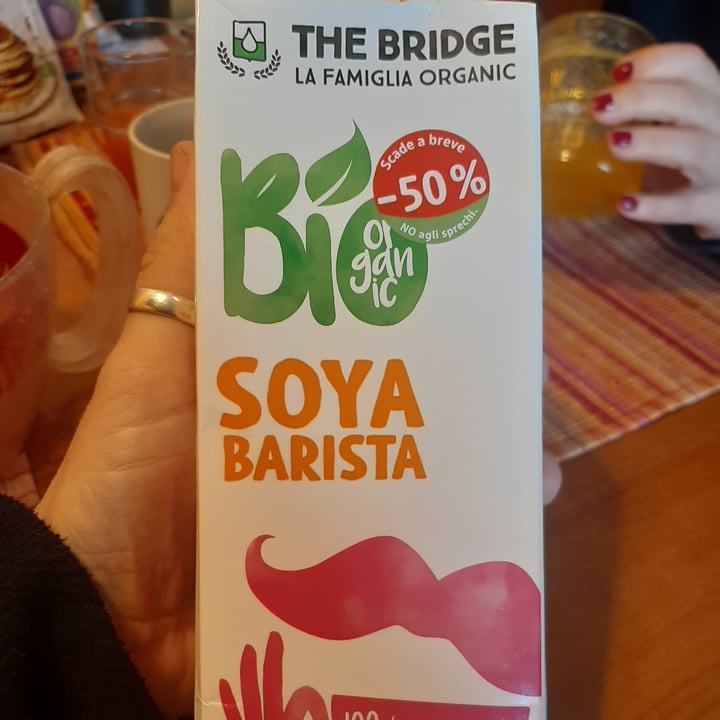 THE BRIDGE
LA FAMIGLIA ORGANIC
Bio
organic
Scade a breve
-50%
NO agli sprechi.
SOYA
BARISTA